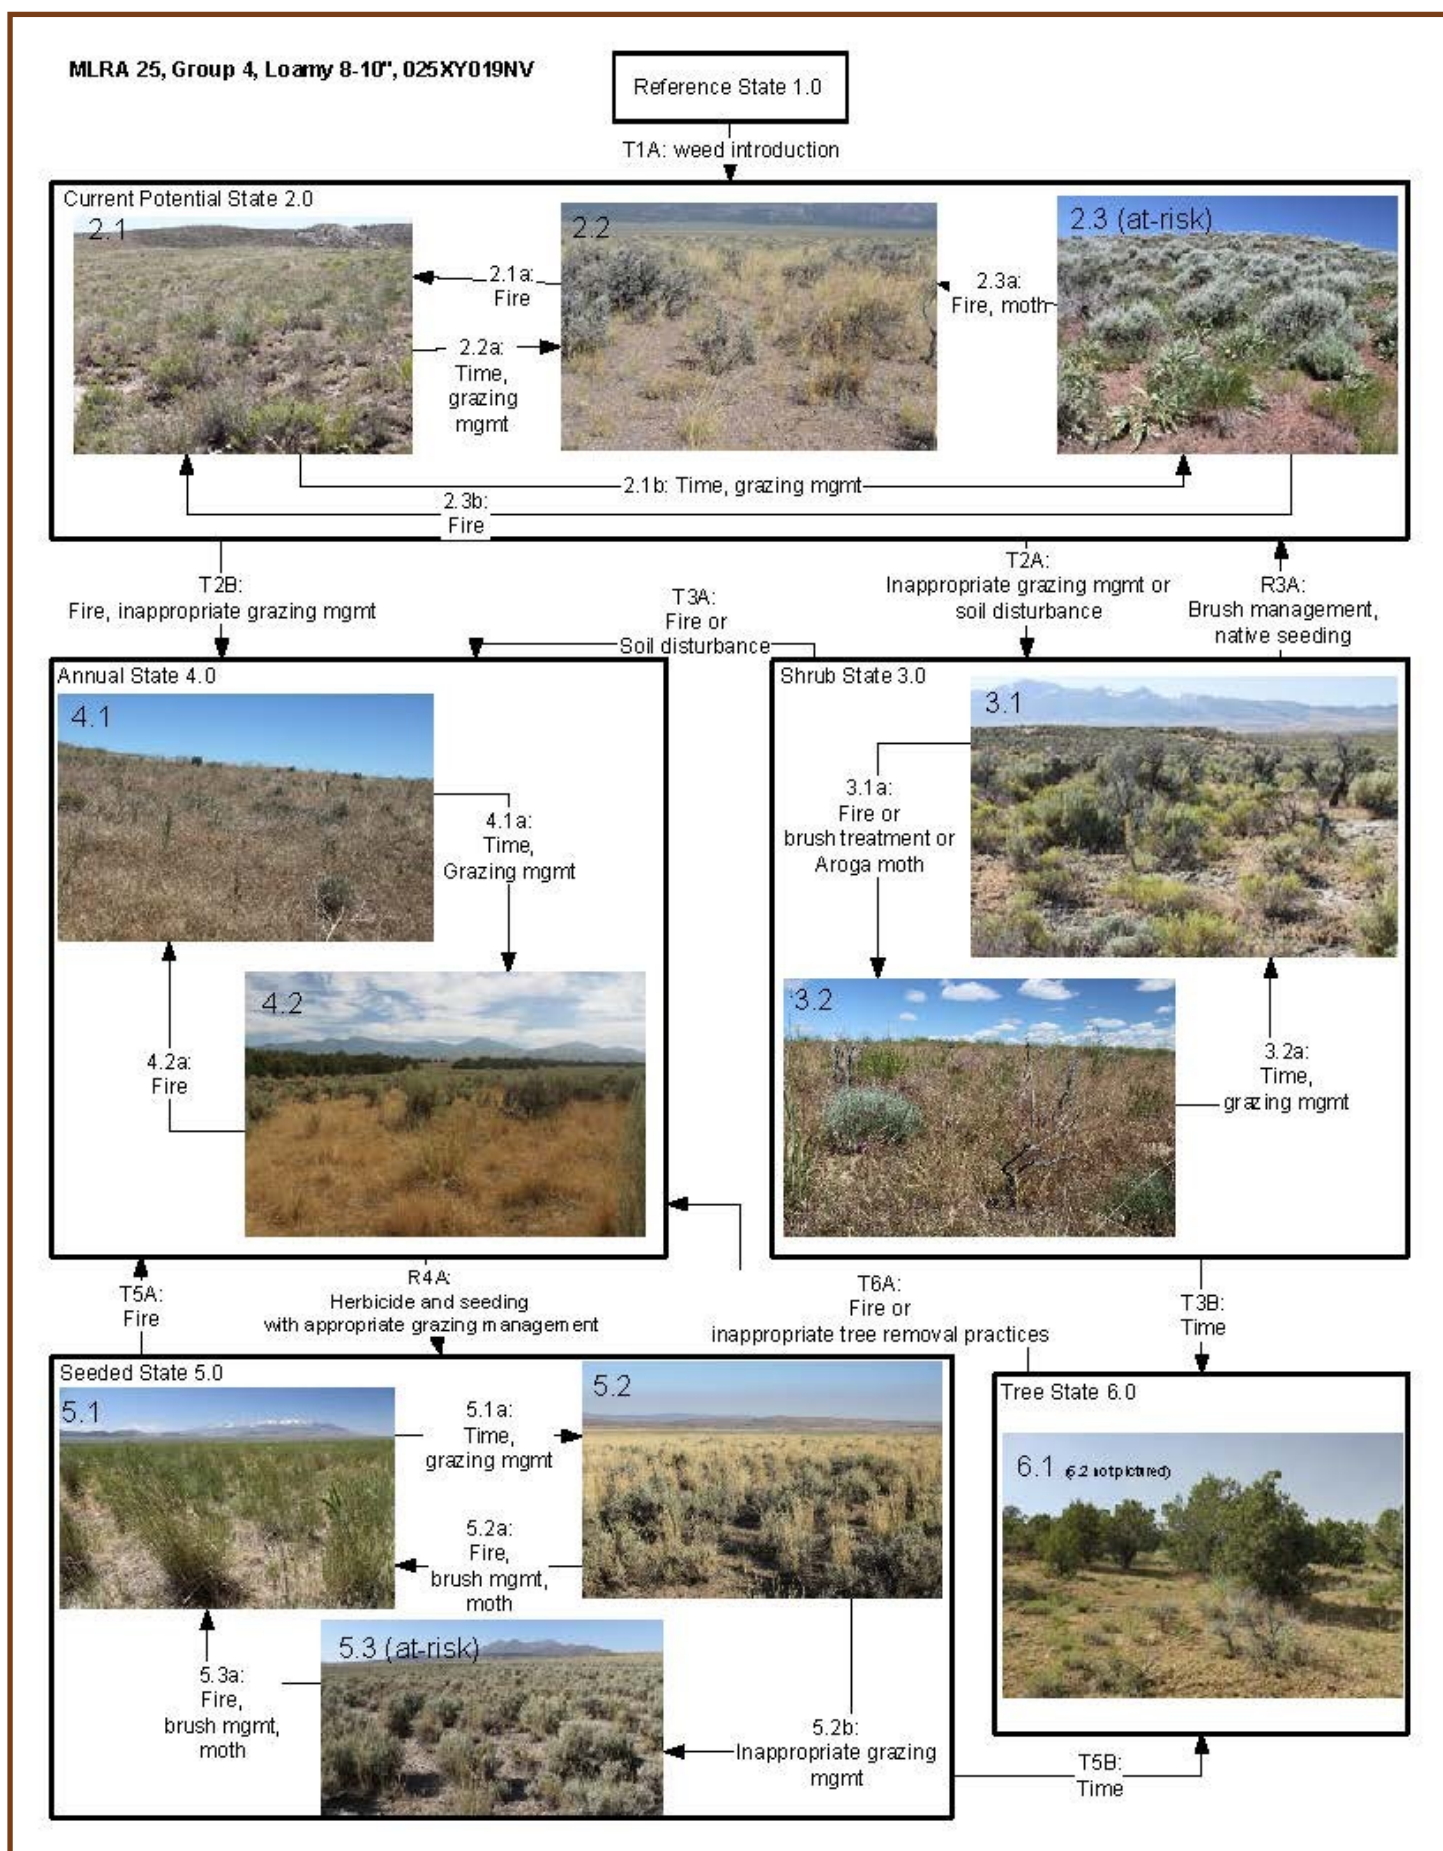 MLRA 25, Group 4, Loamy 8-10", 025XY019NV
Reference State 1.0
T1A: weed introduction
Current Potential State 2.0
2.1
2.2
2.3 (at-risk)
2.1a:
Fire
2.3a:
Fire, moth
2.2a:
Time,
grazing
mgmt
2.1b: Time, grazing mgmt
2.3b:
Fire
T2B:
Fire, inappropriate grazing mgmt
T3A:
Fire or
Soil disturbance
T2A:
Inappropriate grazing mgmt or
soil disturbance
R3A:
Brush management,
native seeding
Annual State 4.0
4.1
4.1a:
Time,
Grazing mgmt
4.2
4.2a:
Fire
Shrub State 3.0
3.1
3.1a:
Fire or
brush treatment or
Aroga moth
3.2
3.2a:
Time,
grazing mgmt
T5A:
Fire
R4A:
Herbicide and seeding
with appropriate grazing management
T6A:
Fire or
inappropriate tree removal practices
T3B:
Time
Seeded State 5.0
5.1
5.1a:
Time,
grazing mgmt
5.2
5.2a:
Fire,
brush mgmt,
moth
5.3 (at-risk)
5.3a:
Fire,
brush mgmt,
moth
5.2b:
Inappropriate grazing
mgmt
Tree State 6.0
6.1 (6.2 not pictured)
T5B:
Time